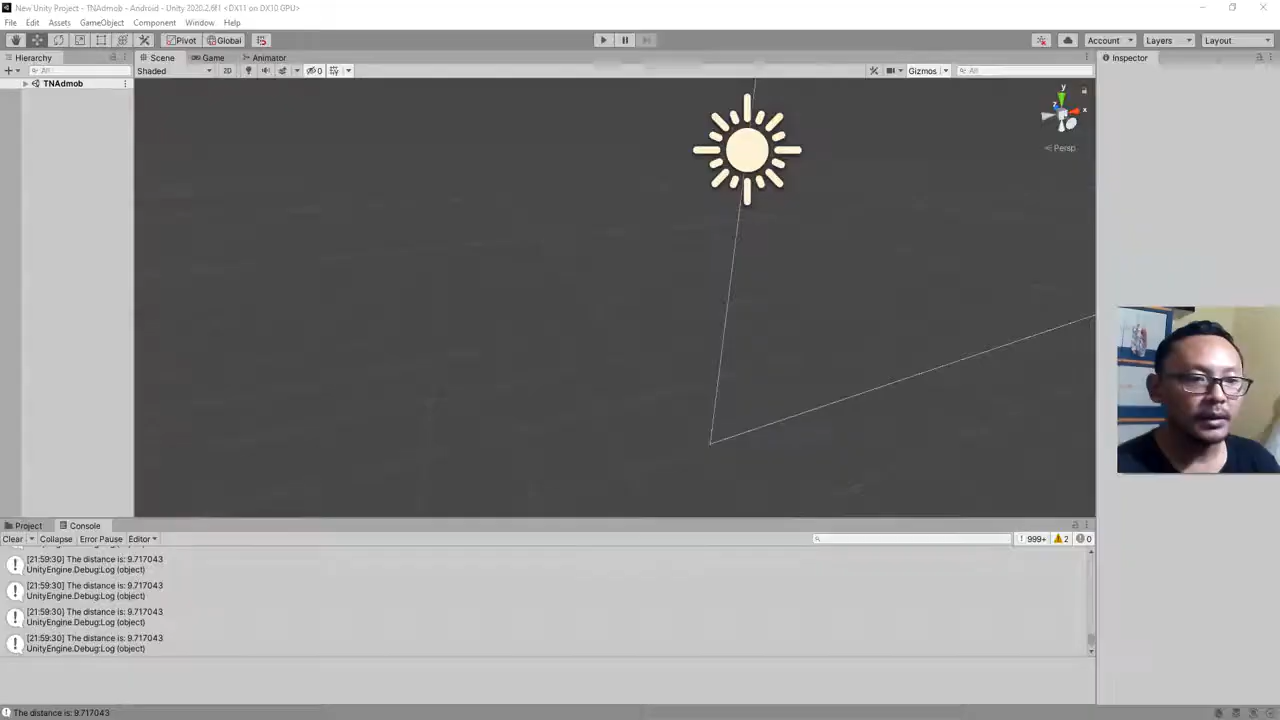 New Unity Project - TNAdmob - Android - Unity 2020.2.6f1 <DX11 on DX10 GPU>
File Edit Assets GameObject Component Window Help
Pivot Global Account Layers Layout
Hierarchy Scene Game Animator Inspector
All Shaded 2D 0 Gizmos All
TNAdmob
y
x
z
Persp
Project Console
Clear Collapse Error Pause Editor 999+ 2 0
[21:59:30] The distance is: 9.717043
UnityEngine.Debug:Log (object)
[21:59:30] The distance is: 9.717043
UnityEngine.Debug:Log (object)
[21:59:30] The distance is: 9.717043
UnityEngine.Debug:Log (object)
[21:59:30] The distance is: 9.717043
UnityEngine.Debug:Log (object)
The distance is: 9.717043